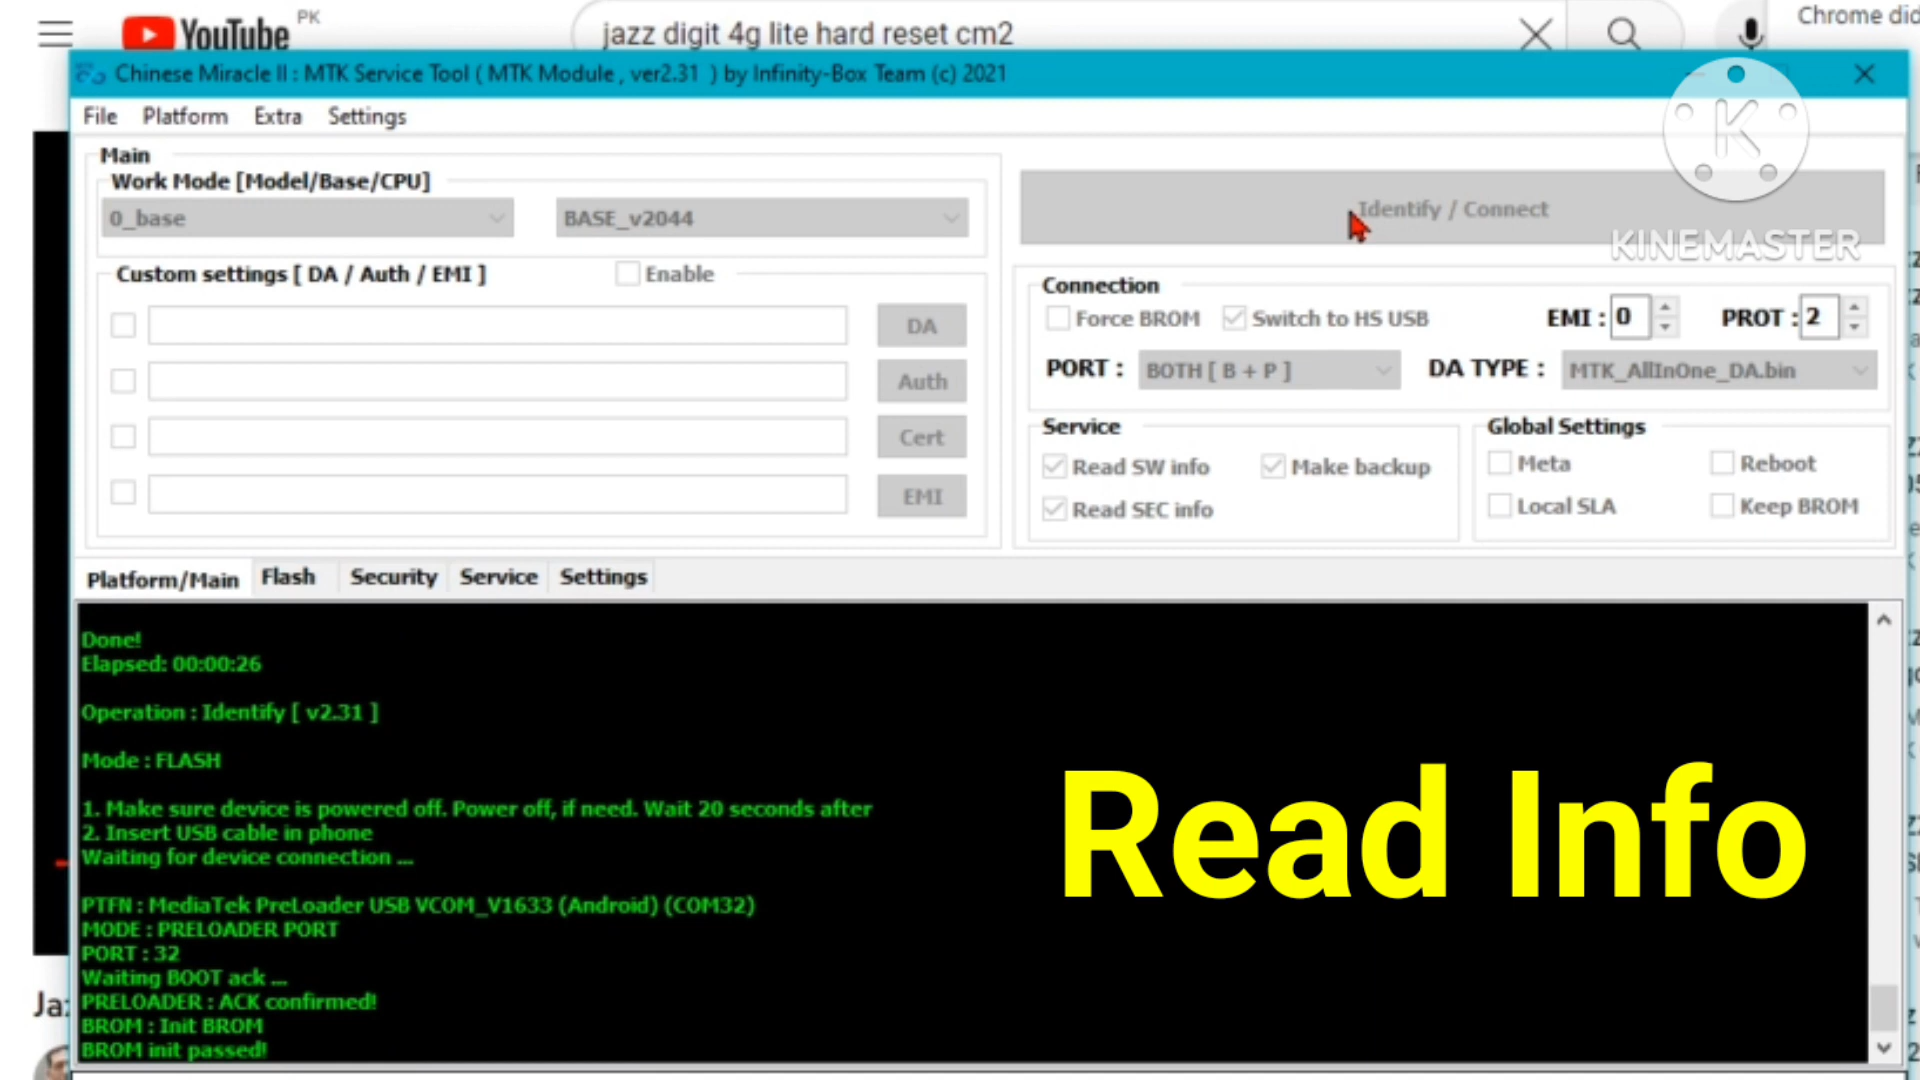 YouTube PK
jazz digit 4g lite hard reset cm2
Chrome did
Chinese Miracle II : MTK Service Tool ( MTK Module , ver2.31 ) by Infinity-Box Team (c) 2021
File Platform Extra Settings
Main
Work Mode [Model/Base/CPU]
0_base BASE_v2044
Identify / Connect
KINEMASTER
Custom settings [ DA / Auth / EMI ] Enable
DA
Auth
Cert
EMI
Connection
Force BROM Switch to HS USB EMI : 0 PROT : 2
PORT : BOTH [ B + P ] DA TYPE : MTK_AllInOne_DA.bin
Service
Read SW info Make backup
Read SEC info
Global Settings
Meta Reboot
Local SLA Keep BROM
Platform/Main Flash Security Service Settings
Done!
Elapsed: 00:00:26
Operation : Identify [ v2.31 ]
Mode : FLASH
1. Make sure device is powered off. Power off, if need. Wait 20 seconds after
2. Insert USB cable in phone
Waiting for device connection ...
PTFN : MediaTek PreLoader USB VCOM_V1633 (Android) (COM32)
MODE : PRELOADER PORT
PORT : 32
Waiting BOOT ack ...
PRELOADER : ACK confirmed!
BROM : Init BROM
BROM init passed!
Read Info